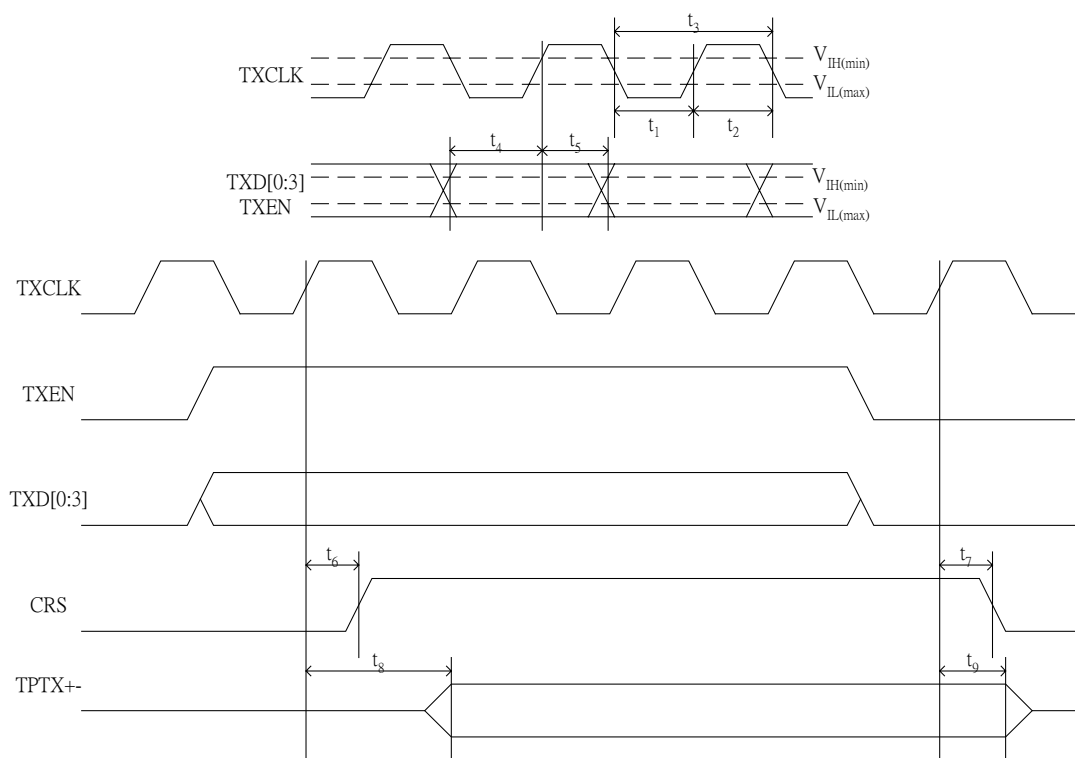 t3
TXCLK
VIH(min)
VIL(max)
t1
t2
t4
t5
TXD[0:3]
TXEN
VIH(min)
VIL(max)
TXCLK
TXEN
TXD[0:3]
t6
t7
CRS
t8
t9
TPTX+-